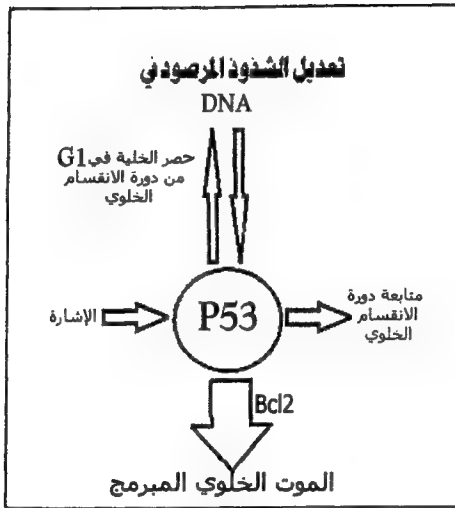 تعديل الشذوذ المرصود في
DNA
حصر الخلية في G1
من دورة الانقسام
الخلوي
الإشارة
P53
متابعة دورة
الانقسام
الخلوي
Bcl2
الموت الخلوي المبرمج